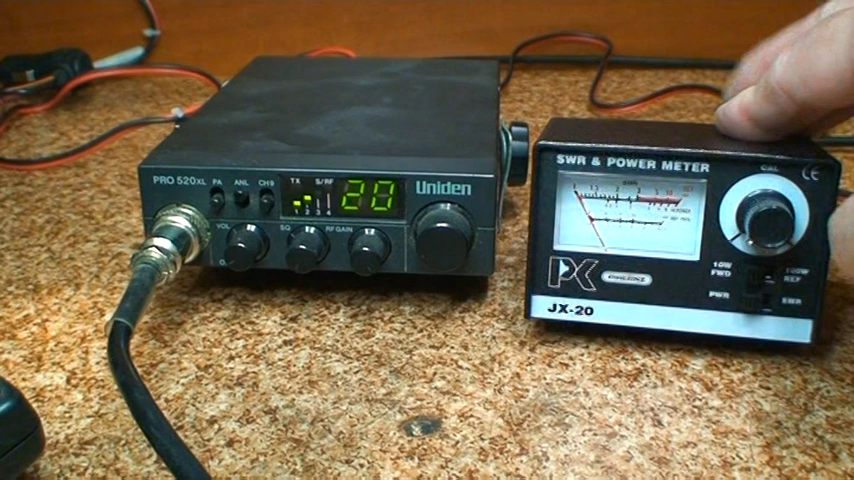 PRO 520XL
PA
ANL
CH9
TX
S/RF
1 2 3 4
20
Uniden
VOL
SQ
RF GAIN
SWR & POWER METER
CAL
CE
10W
FWD
100W
REF
PWR
SWR
JX-20